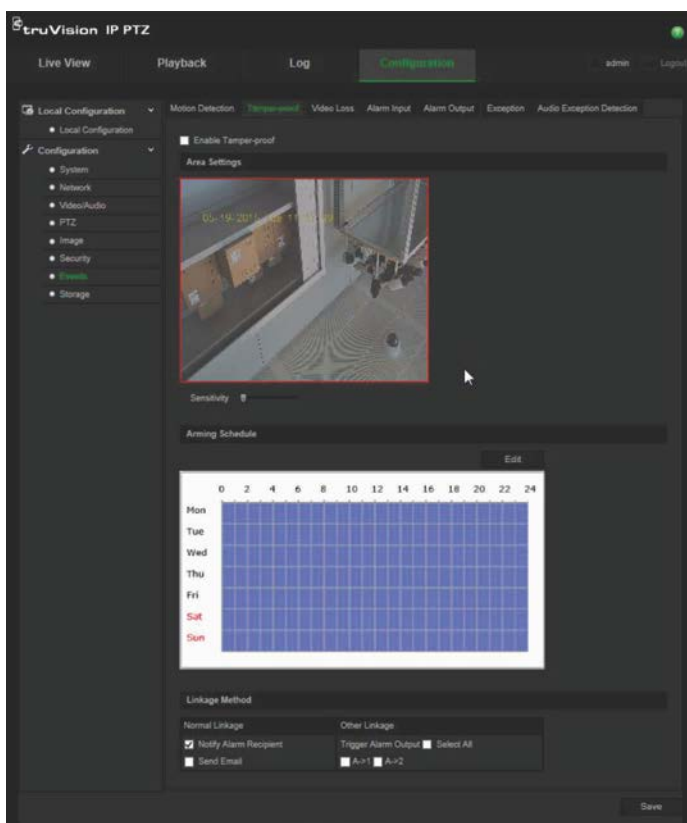 truVision IP PTZ
Live View Playback Log Configuration admin Logout
Local Configuration
Local Configuration
Configuration
System
Network
Video/Audio
PTZ
Image
Security
Events
Storage
Motion Detection Tamper-proof Video Loss Alarm Input Alarm Output Exception Audio Exception Detection
Enable Tamper-proof
Area Settings
Sensitivity
Arming Schedule
Edit
0 2 4 6 8 10 12 14 16 18 20 22 24
Mon
Tue
Wed
Thu
Fri
Sat
Sun
Linkage Method
Normal Linkage Other Linkage
Notify Alarm Recipient Trigger Alarm Output Select All
Send Email A->1 A->2
Save